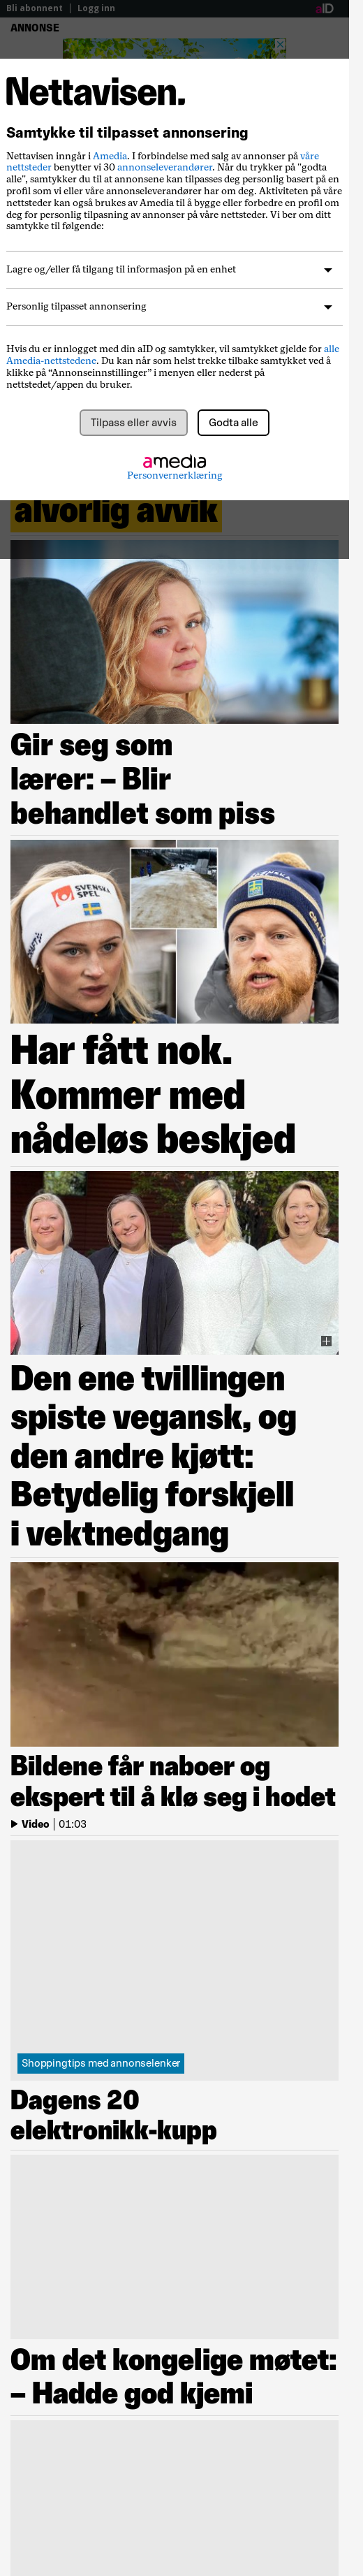 Bli abonnent | Logg inn
aID
ANNONSE
Nettavisen.
Samtykke til tilpasset annonsering
Nettavisen inngår i Amedia. I forbindelse med salg av annonser på våre
nettsteder benytter vi 30 annonseleverandører. Når du trykker på "godta
alle", samtykker du til at annonsene kan tilpasses deg personlig basert på en
profil som vi eller våre annonseleverandører har om deg. Aktiviteten på våre
nettsteder kan også brukes av Amedia til å bygge eller forbedre en profil om
deg for personlig tilpasning av annonser på våre nettsteder. Vi ber om ditt
samtykke til følgende:
Lagre og/eller få tilgang til informasjon på en enhet
Personlig tilpasset annonsering
Hvis du er innlogget med din aID og samtykker, vil samtykket gjelde for alle
Amedia-nettstedene. Du kan når som helst trekke tilbake samtykket ved å
klikke på “Annonseinnstillinger” i menyen eller nederst på
nettstedet/appen du bruker.
Tilpass eller avvis
Godta alle
amedia
Personvernerklæring
alvorlig avvik
Gir seg som
lærer: – Blir
behandlet som piss
SVENSKA
SPEL
Har fått nok.
Kommer med
nådeløs beskjed
Den ene tvillingen
spiste vegansk, og
den andre kjøtt:
Betydelig forskjell
i vektnedgang
Bildene får naboer og
ekspert til å klø seg i hodet
Video | 01:03
Shoppingtips med annonselenker
Dagens 20
elektronikk-kupp
Om det kongelige møtet:
– Hadde god kjemi